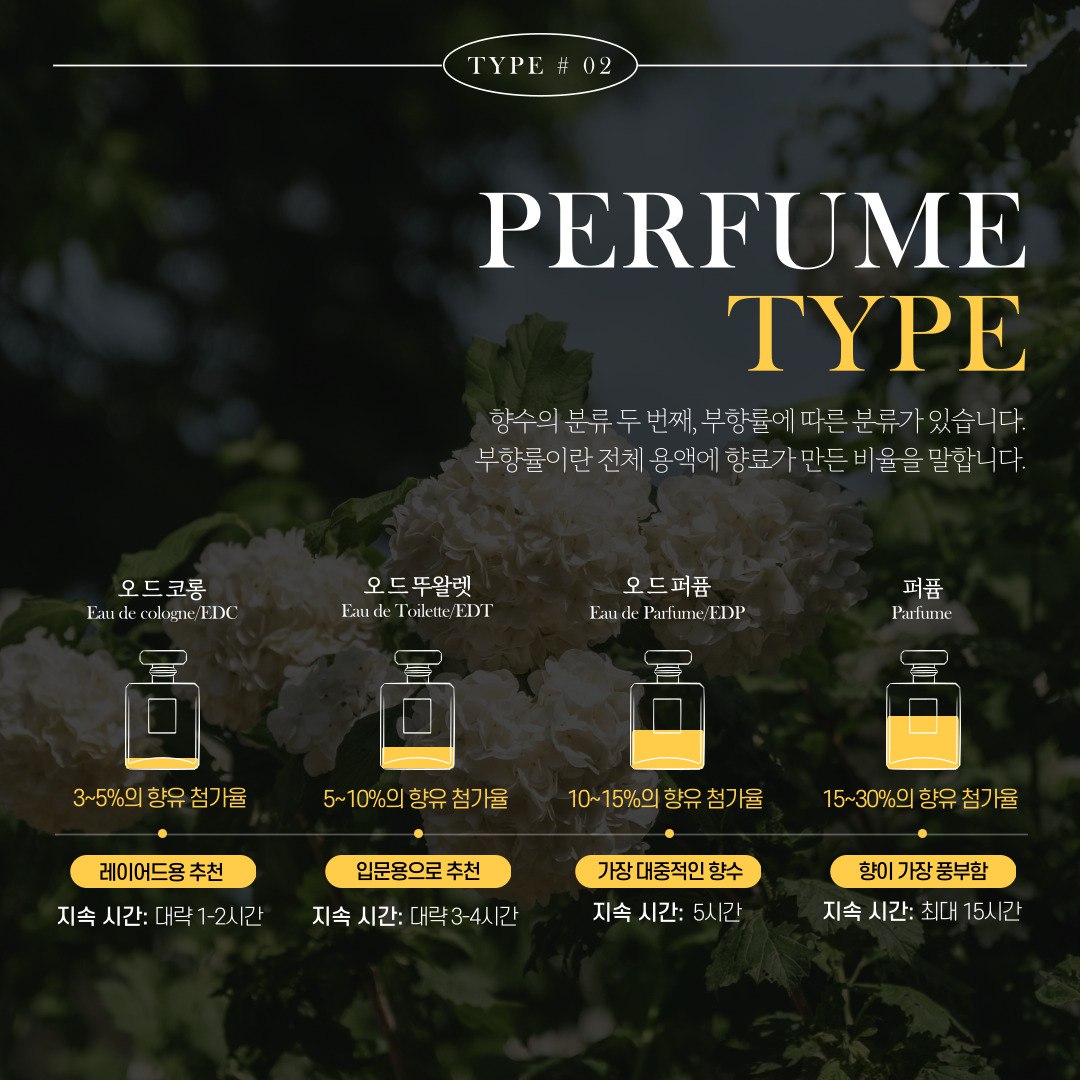 TYPE # 02
PERFUME
TYPE
향수의 분류 두 번째, 부향률에 따른 분류가 있습니다.
부향률이란 전체 용액에 향료가 만든 비율을 말합니다.
오 드 코롱
Eau de cologne/EDC
3~5%의 향유 첨가율
레이어드용 추천
지속 시간: 대략 1-2시간
오 드 뚜왈렛
Eau de Toilette/EDT
5~10%의 향유 첨가율
입문용으로 추천
지속 시간: 대략 3-4시간
오 드 퍼퓸
Eau de Parfume/EDP
10~15%의 향유 첨가율
가장 대중적인 향수
지속 시간: 5시간
퍼퓸
Parfume
15~30%의 향유 첨가율
향이 가장 풍부함
지속 시간: 최대 15시간